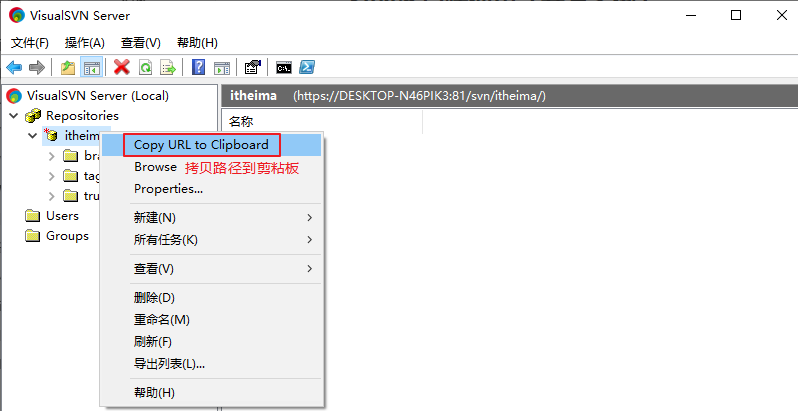 VisualSVN Server
文件(F) 操作(A) 查看(V) 帮助(H)
VisualSVN Server (Local)
Repositories
itheim
bra
tag
tru
Users
Groups
itheima (https://DESKTOP-N46PIK3:81/svn/itheima/)
名称
Copy URL to Clipboard
Browse 拷贝路径到剪粘板
Properties...
新建(N)
所有任务(K)
查看(V)
删除(D)
重命名(M)
刷新(F)
导出列表(L)...
帮助(H)